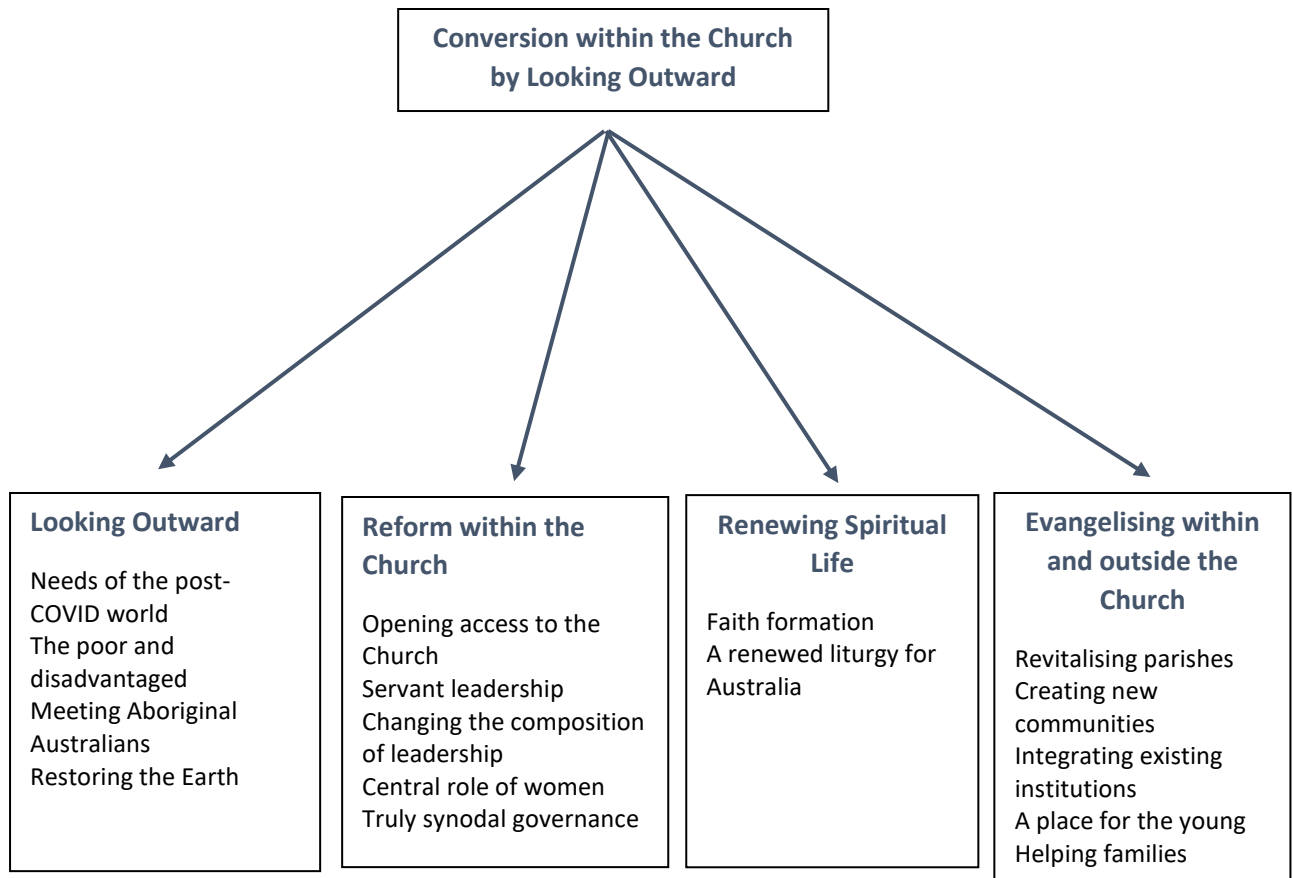 Conversion within the Church
by Looking Outward
Looking Outward
Needs of the post-
COVID world
The poor and
disadvantaged
Meeting Aboriginal
Australians
Restoring the Earth
Reform within the
Church
Opening access to the
Church
Servant leadership
Changing the composition
of leadership
Central role of women
Truly synodal governance
Renewing Spiritual
Life
Faith formation
A renewed liturgy for
Australia
Evangelising within
and outside the
Church
Revitalising parishes
Creating new
communities
Integrating existing
institutions
A place for the young
Helping families